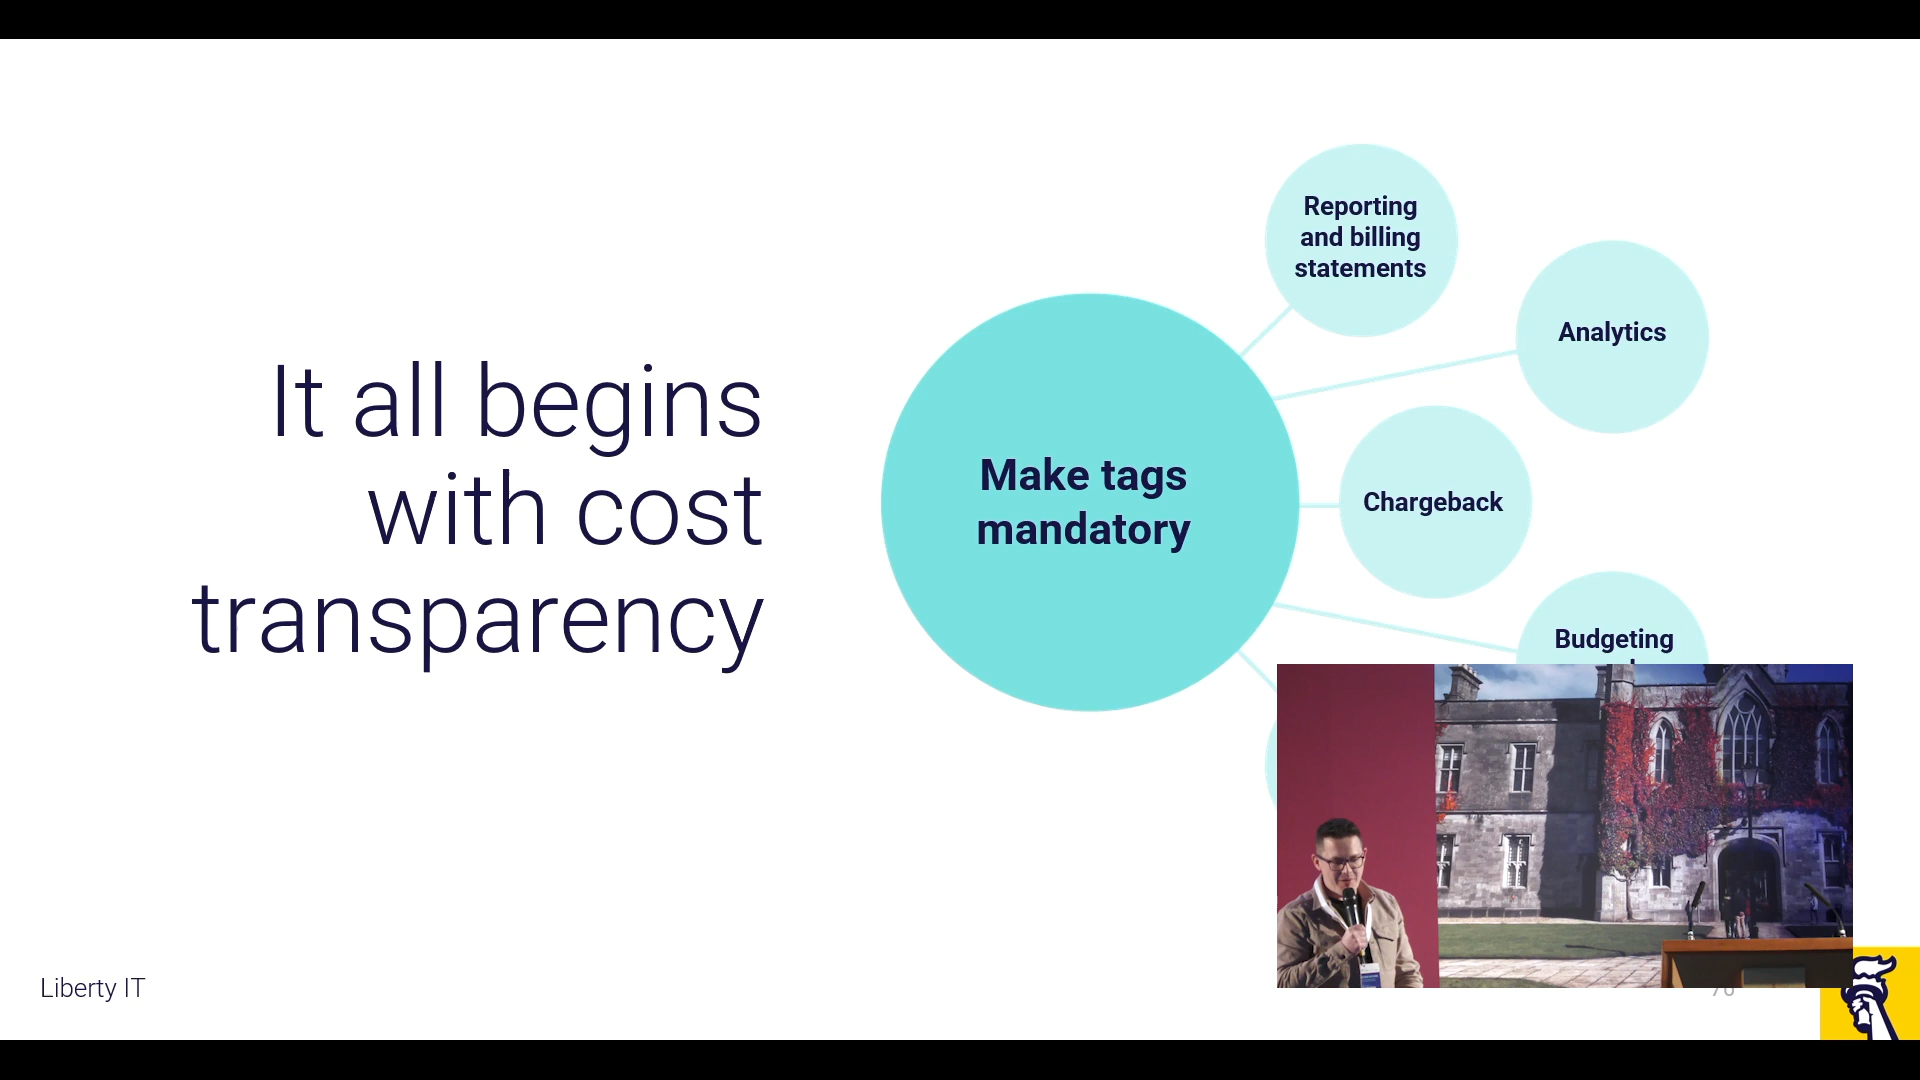 It all begins
with cost
transparency
Make tags
mandatory
Reporting
and billing
statements
Analytics
Chargeback
Budgeting
Liberty IT